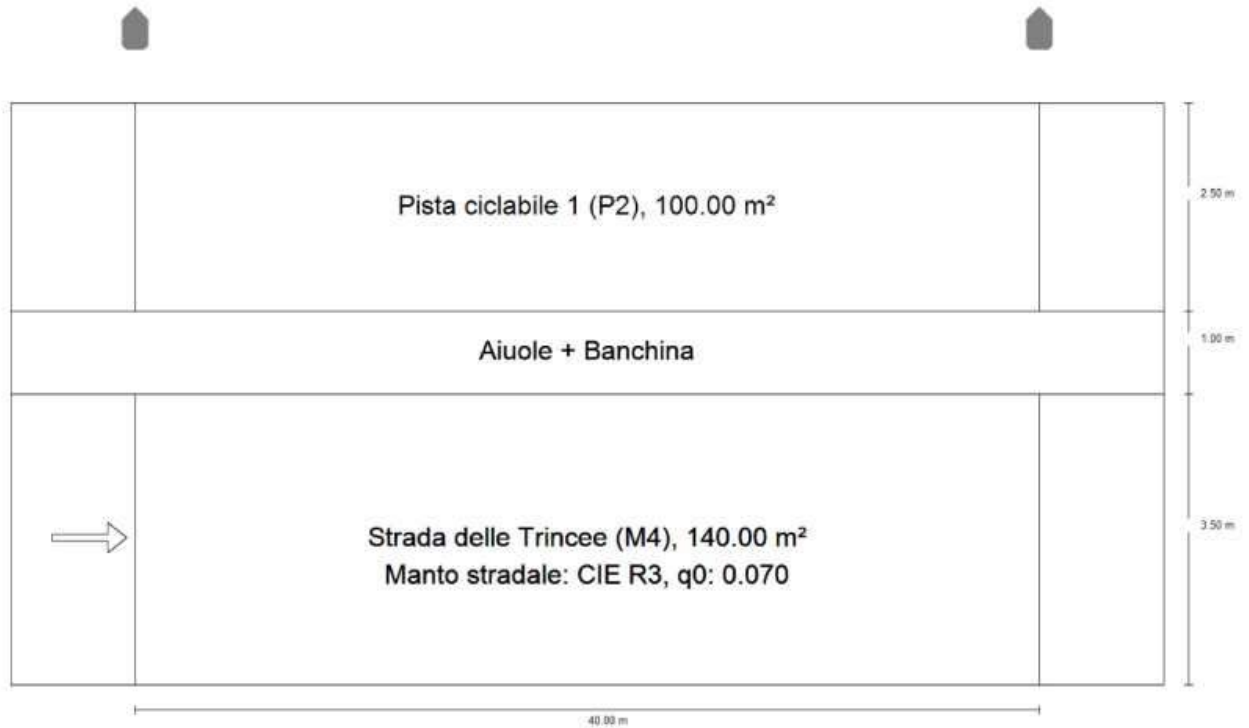 Pista ciclabile 1 (P2), 100.00 m²
2.50 m
Aiuole + Banchina
1.00 m
Strada delle Trincee (M4), 140.00 m²
Manto stradale: CIE R3, q0: 0.070
3.50 m
40.00 m